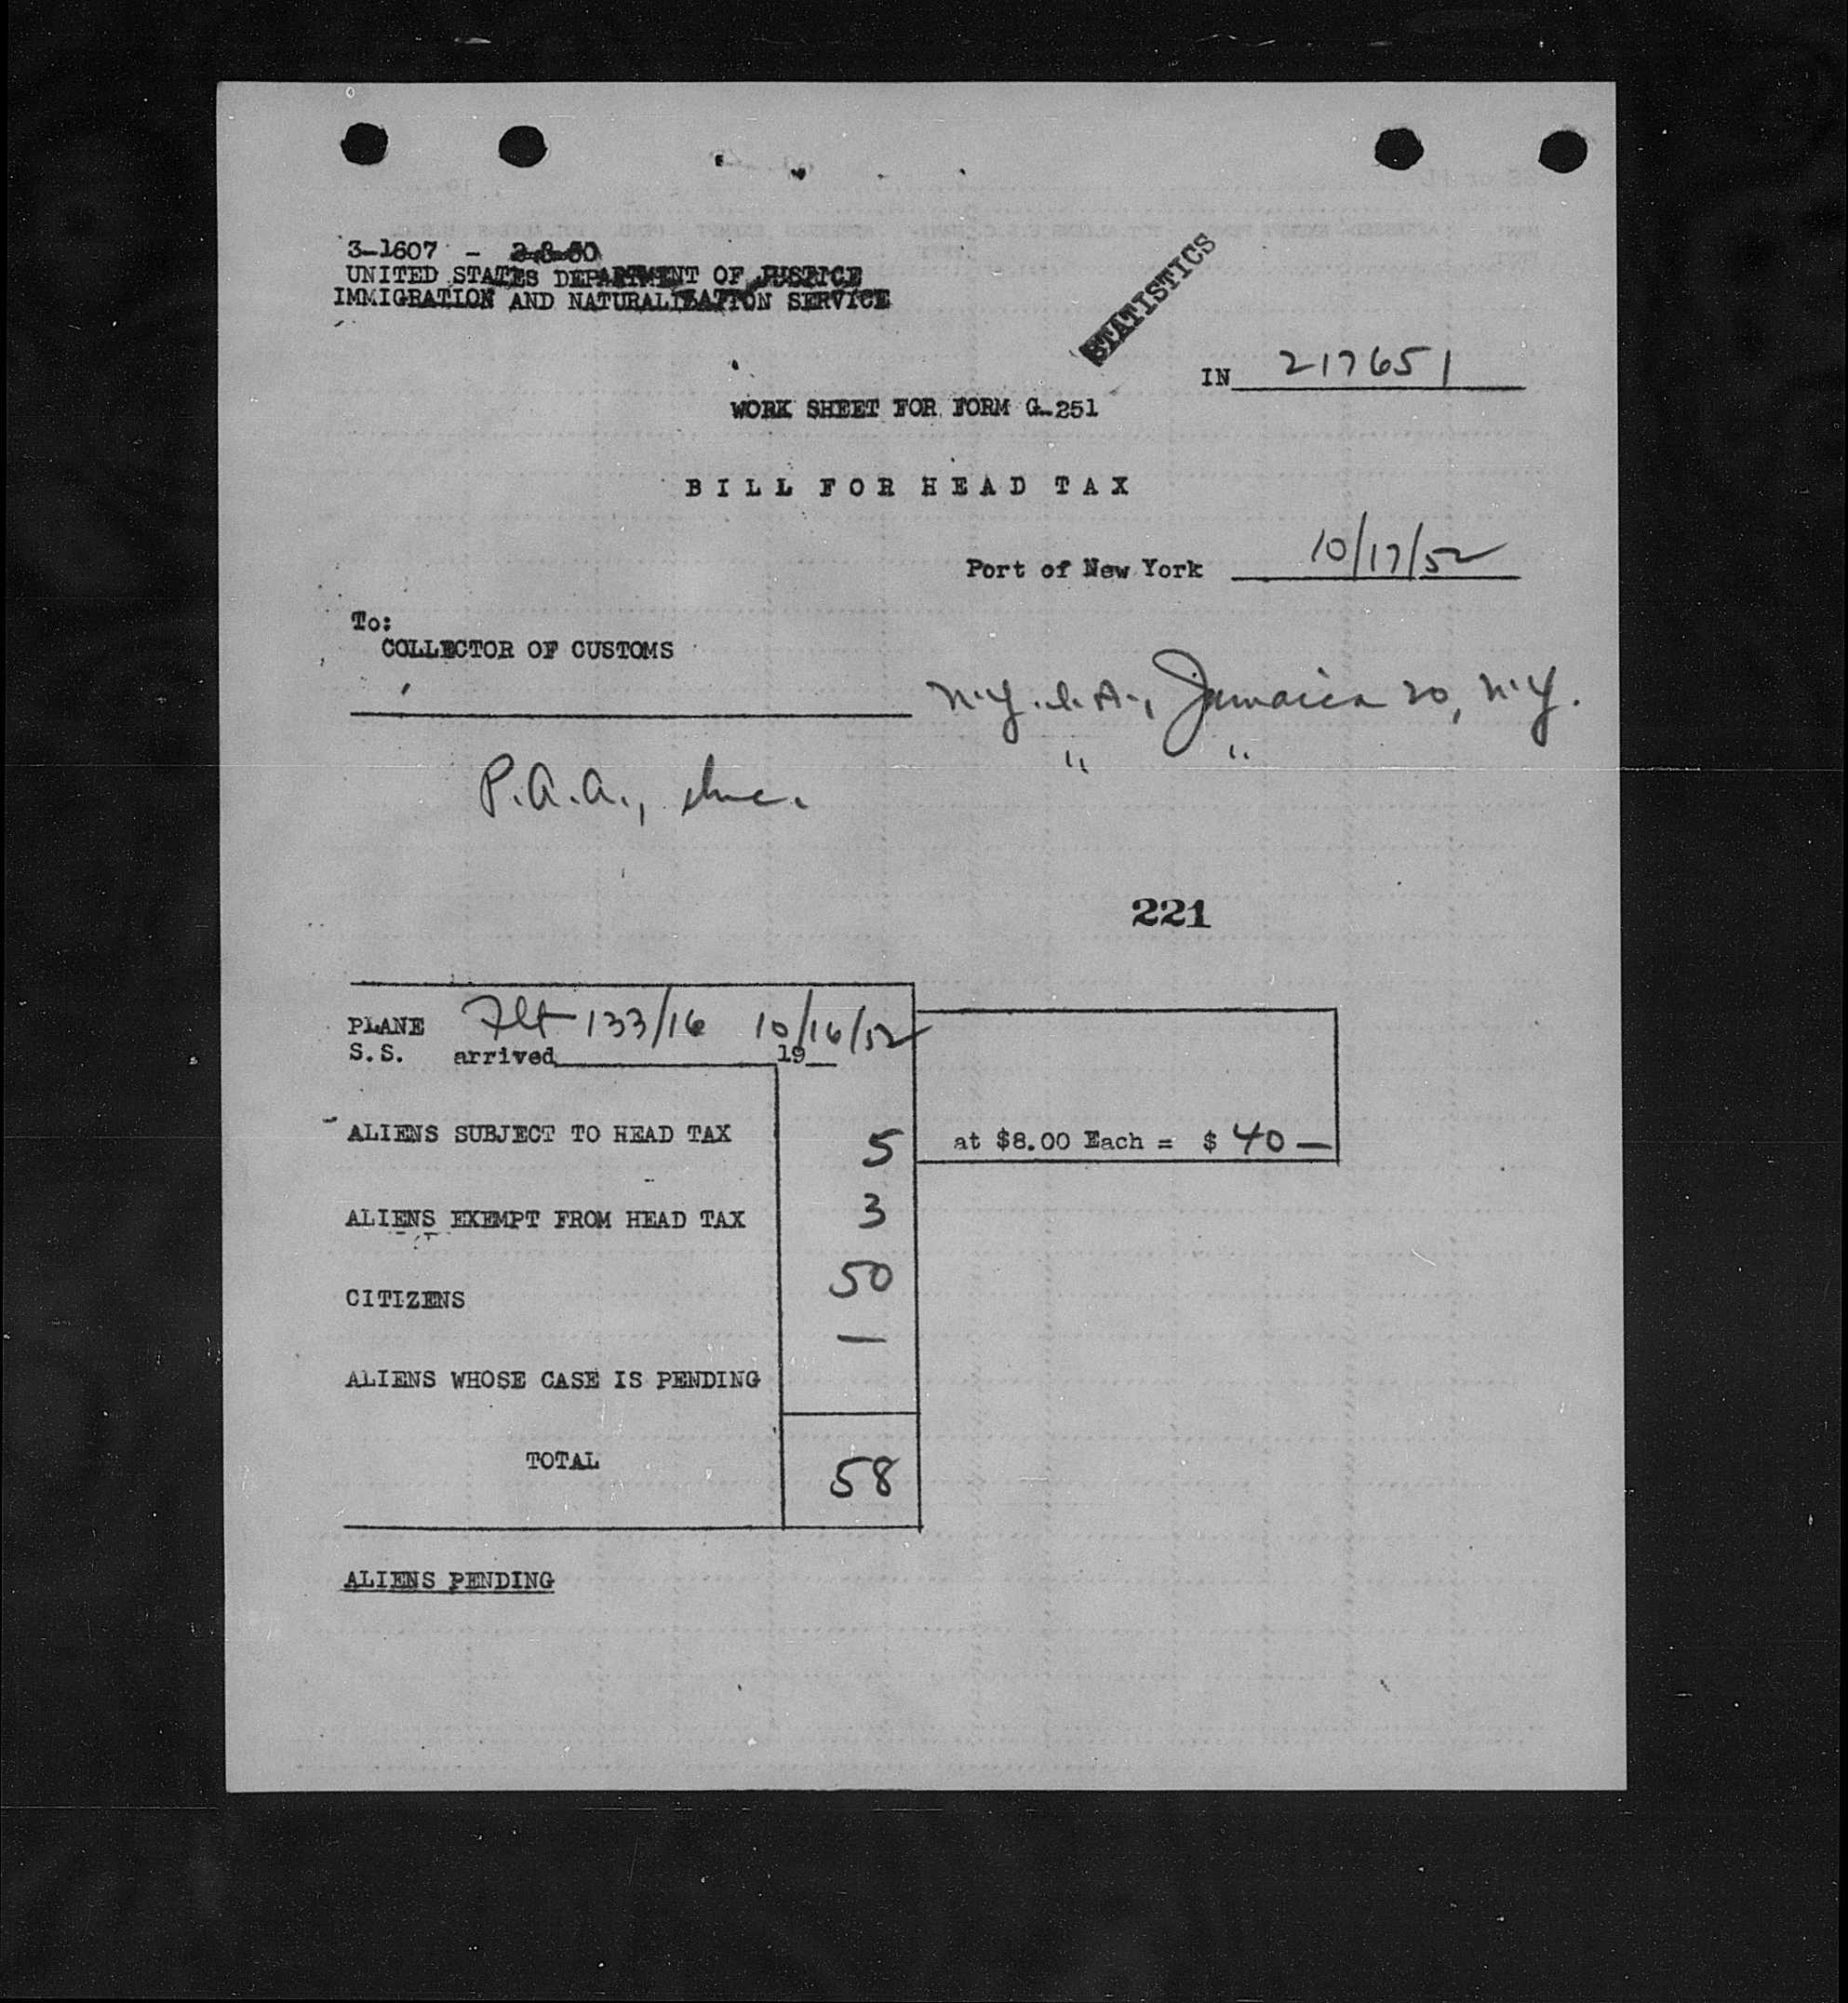 3-1607 - 2-8-50
UNITED STATES DEPARTMENT OF JUSTICE
IMMIGRATION AND NATURALIZATION SERVICE
STATISTICS
IN 217651
WORK SHEET FOR FORM G-251
BILL FOR HEAD TAX
Port of New York 10/17/52
To:
COLLECTOR OF CUSTOMS
N.Y.I.A., Jamaica 20, N.Y.
" "
P.A.A., Inc.
221
PLANE Flt 133/16 10/16/52
S.S. arrived 19
ALIENS SUBJECT TO HEAD TAX 5 at $8.00 Each = $ 40 —
ALIENS EXEMPT FROM HEAD TAX 3
CITIZENS 50
—
ALIENS WHOSE CASE IS PENDING
TOTAL 58
ALIENS PENDING